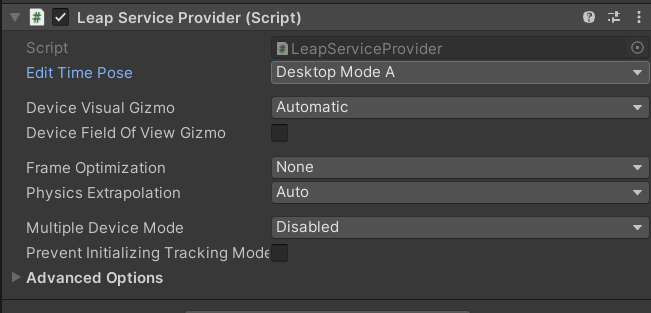 Leap Service Provider (Script)
Script LeapServiceProvider
Edit Time Pose Desktop Mode A
Device Visual Gizmo Automatic
Device Field Of View Gizmo
Frame Optimization None
Physics Extrapolation Auto
Multiple Device Mode Disabled
Prevent Initializing Tracking Mode
Advanced Options